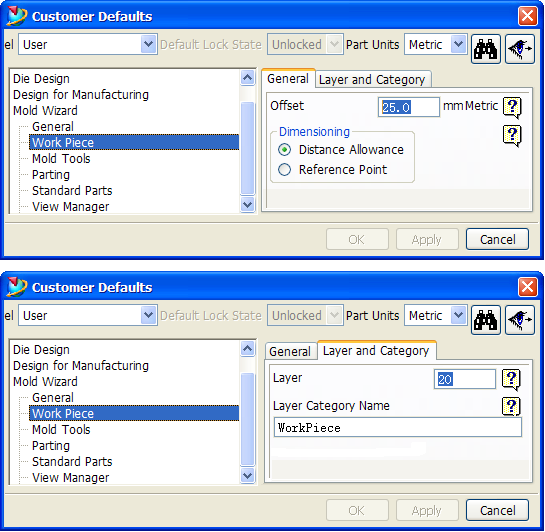 Customer Defaults
el User Default Lock State Unlocked Part Units Metric
Die Design
Design for Manufacturing
Mold Wizard
General
Work Piece
Mold Tools
Parting
Standard Parts
View Manager
General Layer and Category
Offset 25.0 mm Metric ?
?
Dimensioning
Distance Allowance
Reference Point
OK Apply Cancel
Customer Defaults
el User Default Lock State Unlocked Part Units Metric
Die Design
Design for Manufacturing
Mold Wizard
General
Work Piece
Mold Tools
Parting
Standard Parts
View Manager
General Layer and Category
Layer 20 ?
Layer Category Name ?
WorkPiece
OK Apply Cancel